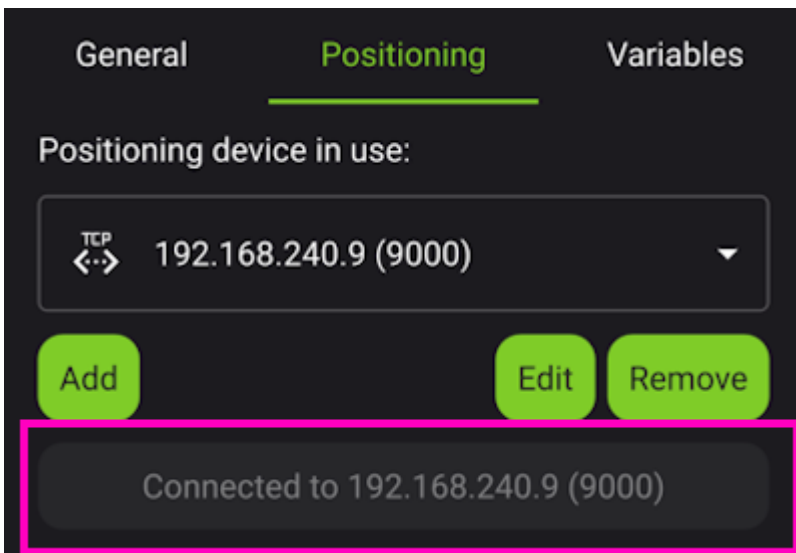 General Positioning Variables
Positioning device in use:
TCP
192.168.240.9 (9000)
Add Edit Remove
Connected to 192.168.240.9 (9000)